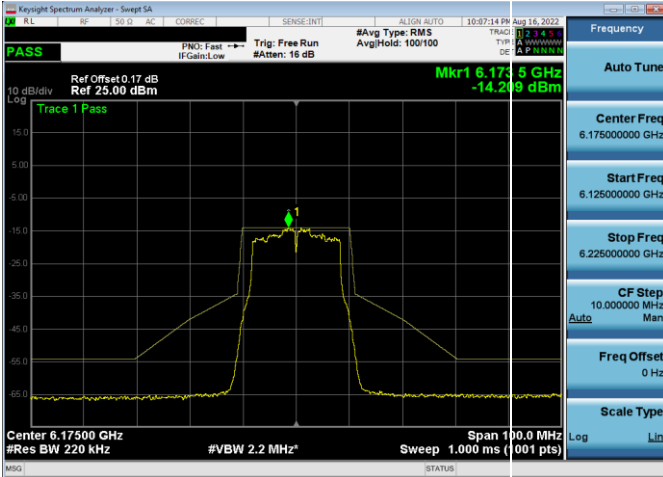 Keysight Spectrum Analyzer - Swept SA
RL RF 50 Ω AC CORREC SENSE:INT ALIGN AUTO 10:07:14 PM Aug 16, 2022
PASS
PNO: Fast
IFGain:Low
Trig: Free Run
#Atten: 16 dB
#Avg Type: RMS
Avg|Hold: 100/100
TRAC 1 2 3 4 5 6
TYP A WWWWW
DE A P N N N N
Mkr1 6.173 5 GHz
-14.209 dBm
Ref Offset 0.17 dB
10 dB/div Ref 25.00 dBm
Log
Trace 1 Pass
15.0
5.00
-5.00
-15.0
-25.0
-35.0
-45.0
-55.0
-65.0
1
Center 6.17500 GHz
#Res BW 220 kHz
#VBW 2.2 MHz*
Span 100.0 MHz
Sweep 1.000 ms (1001 pts)
MSG STATUS
Frequency
Auto Tune
Center Freq
6.175000000 GHz
Start Freq
6.125000000 GHz
Stop Freq
6.225000000 GHz
CF Step
10.000000 MHz
Auto Man
Freq Offset
0 Hz
Scale Type
Log Lin